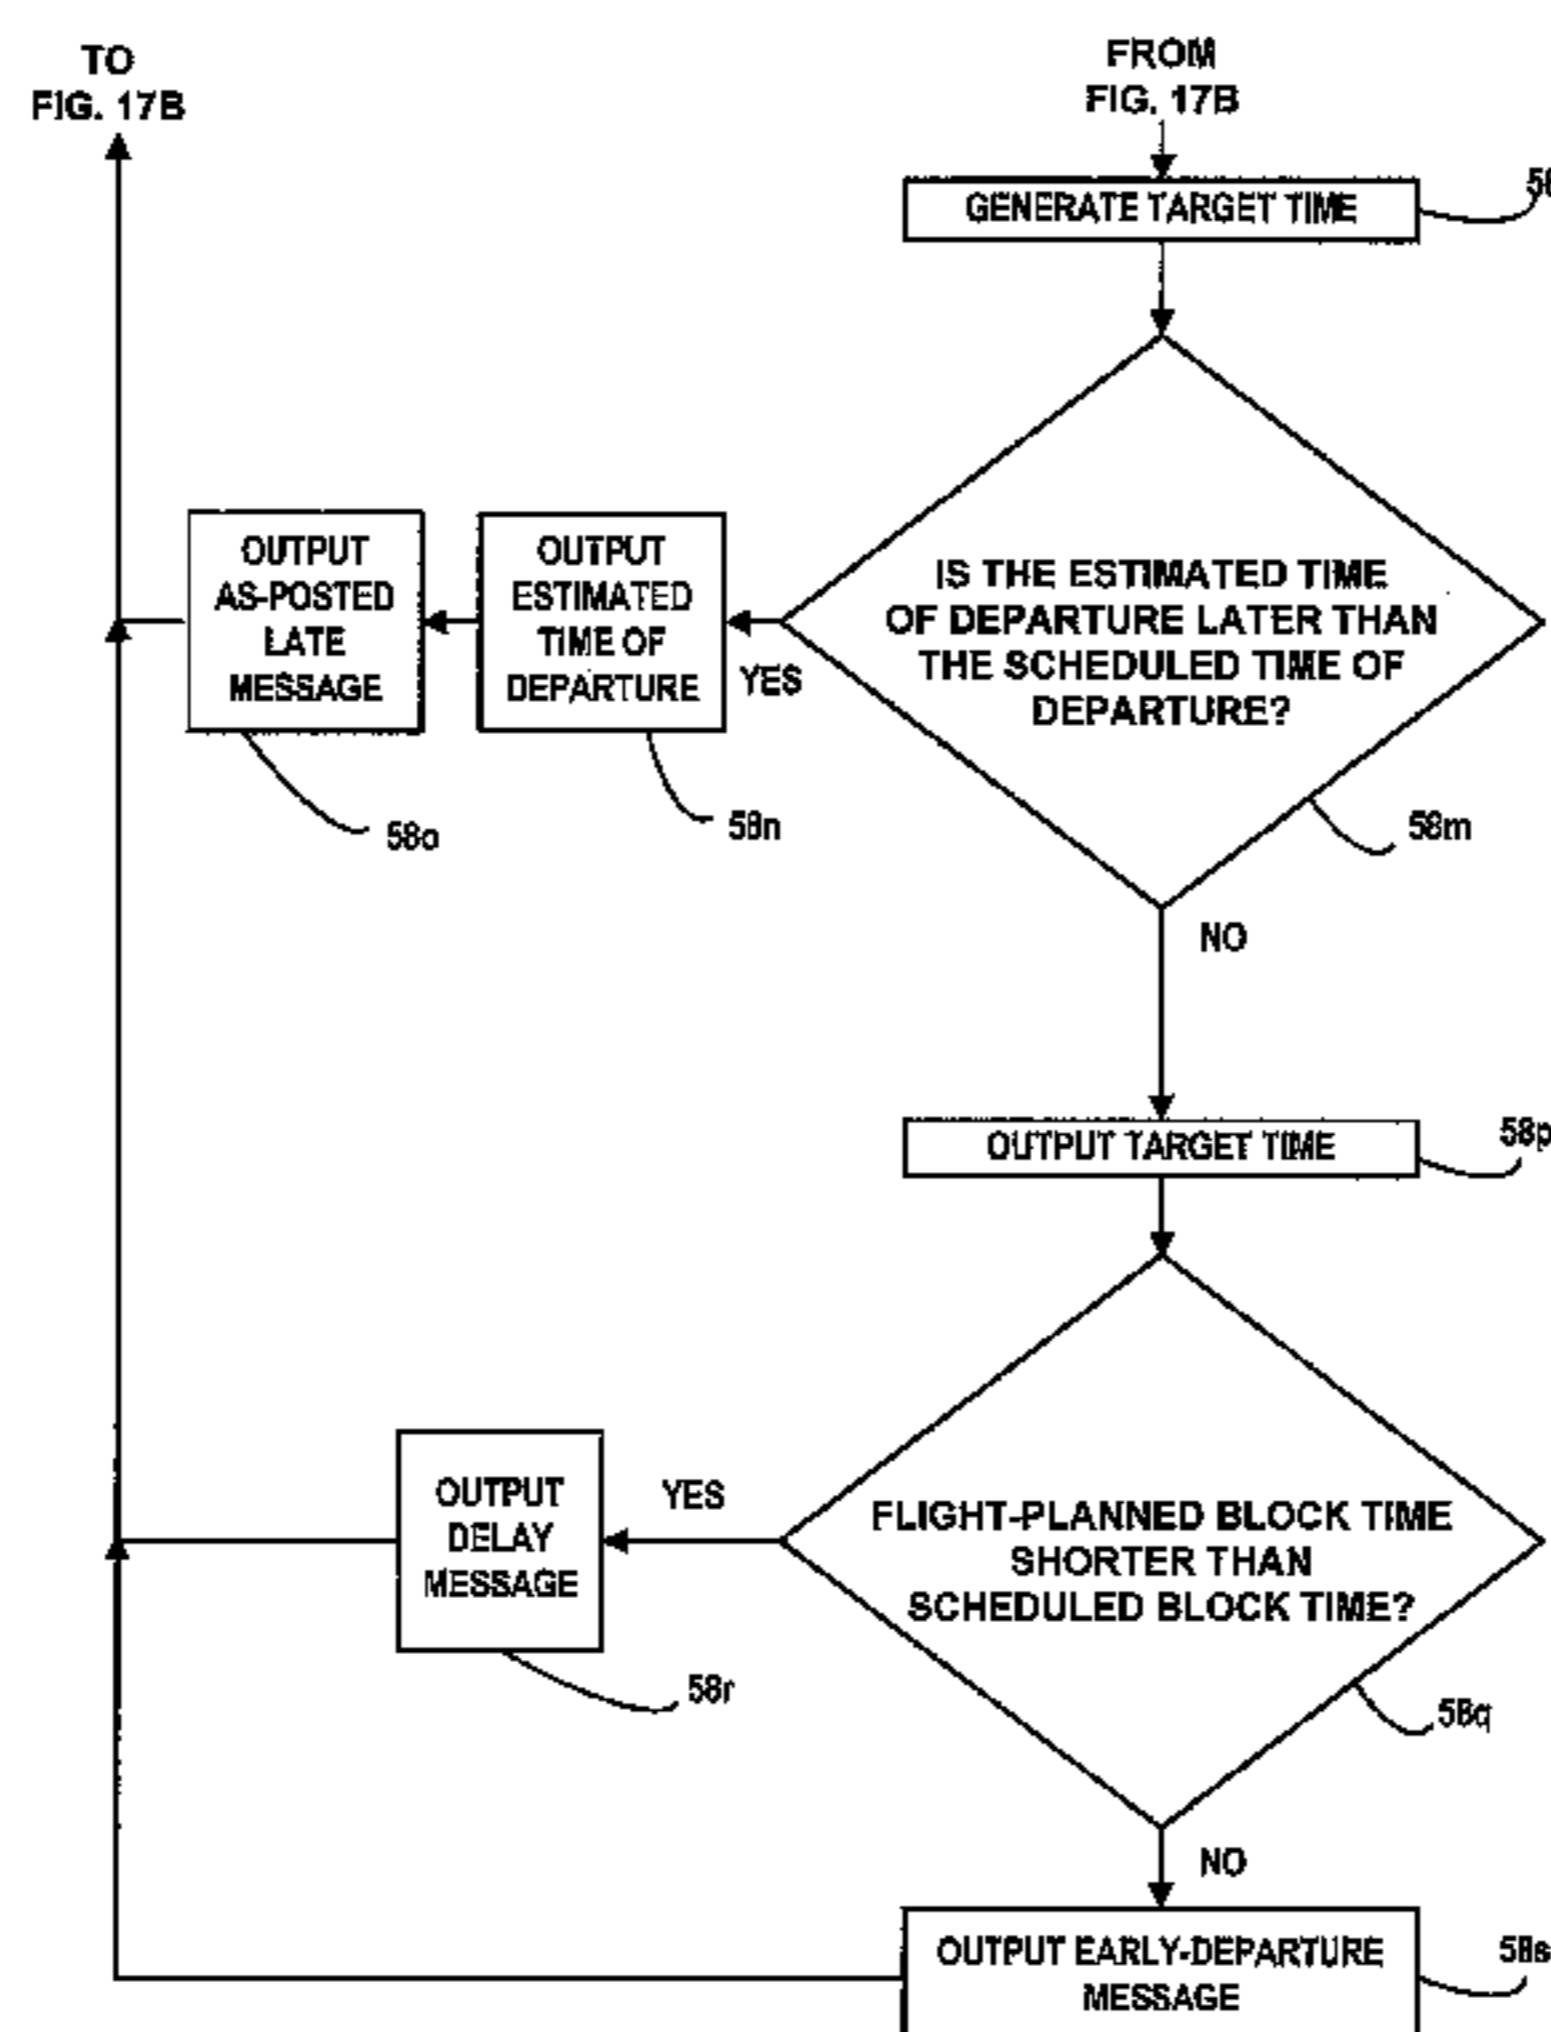 TO
FIG. 17B
FROM
FIG. 17B
GENERATE TARGET TIME
IS THE ESTIMATED TIME
OF DEPARTURE LATER THAN
THE SCHEDULED TIME OF
DEPARTURE?
58m
YES
OUTPUT
ESTIMATED
TIME OF
DEPARTURE
58n
OUTPUT
AS-POSTED
LATE
MESSAGE
58o
NO
OUTPUT TARGET TIME
58p
FLIGHT-PLANNED BLOCK TIME
SHORTER THAN
SCHEDULED BLOCK TIME?
58q
YES
OUTPUT
DELAY
MESSAGE
58r
NO
OUTPUT EARLY-DEPARTURE
MESSAGE
58s